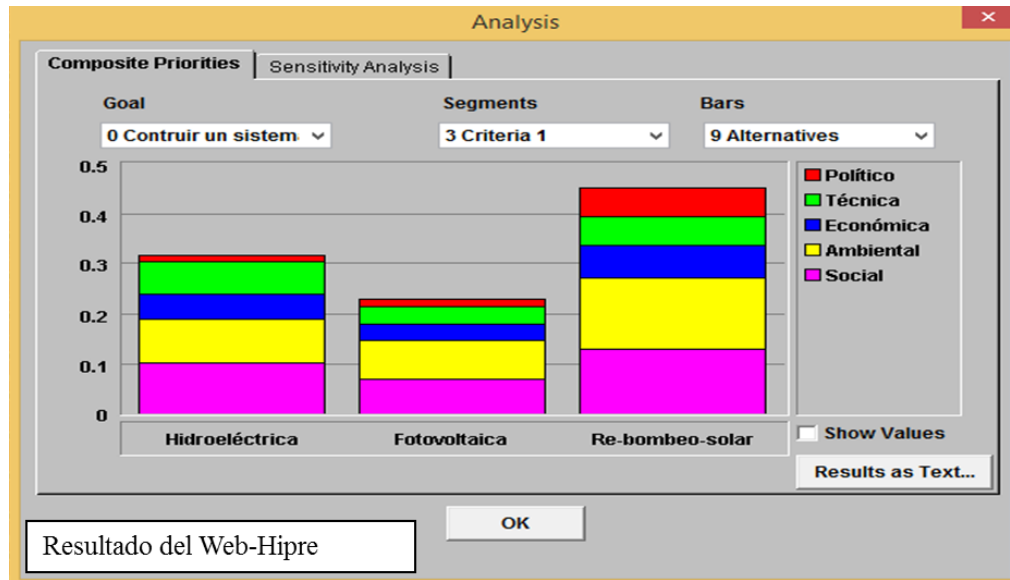 Analysis
Composite Priorities Sensitivity Analysis
Goal Segments Bars
0 Contruir un sistem 3 Criteria 1 9 Alternatives
0.5
0.4
0.3
0.2
0.1
0
Político
Técnica
Económica
Ambiental
Social
Hidroeléctrica Fotovoltaica Re-bombeo-solar
Show Values
Results as Text...
OK
Resultado del Web-Hipre